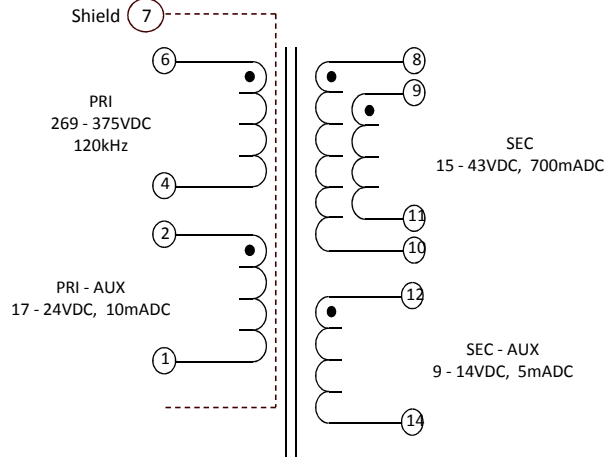 Shield 7
6
8
9
PRI
269 - 375VDC
120kHz
SEC
15 - 43VDC, 700mADC
4
11
2
10
PRI - AUX
17 - 24VDC, 10mADC
12
1
SEC - AUX
9 - 14VDC, 5mADC
14